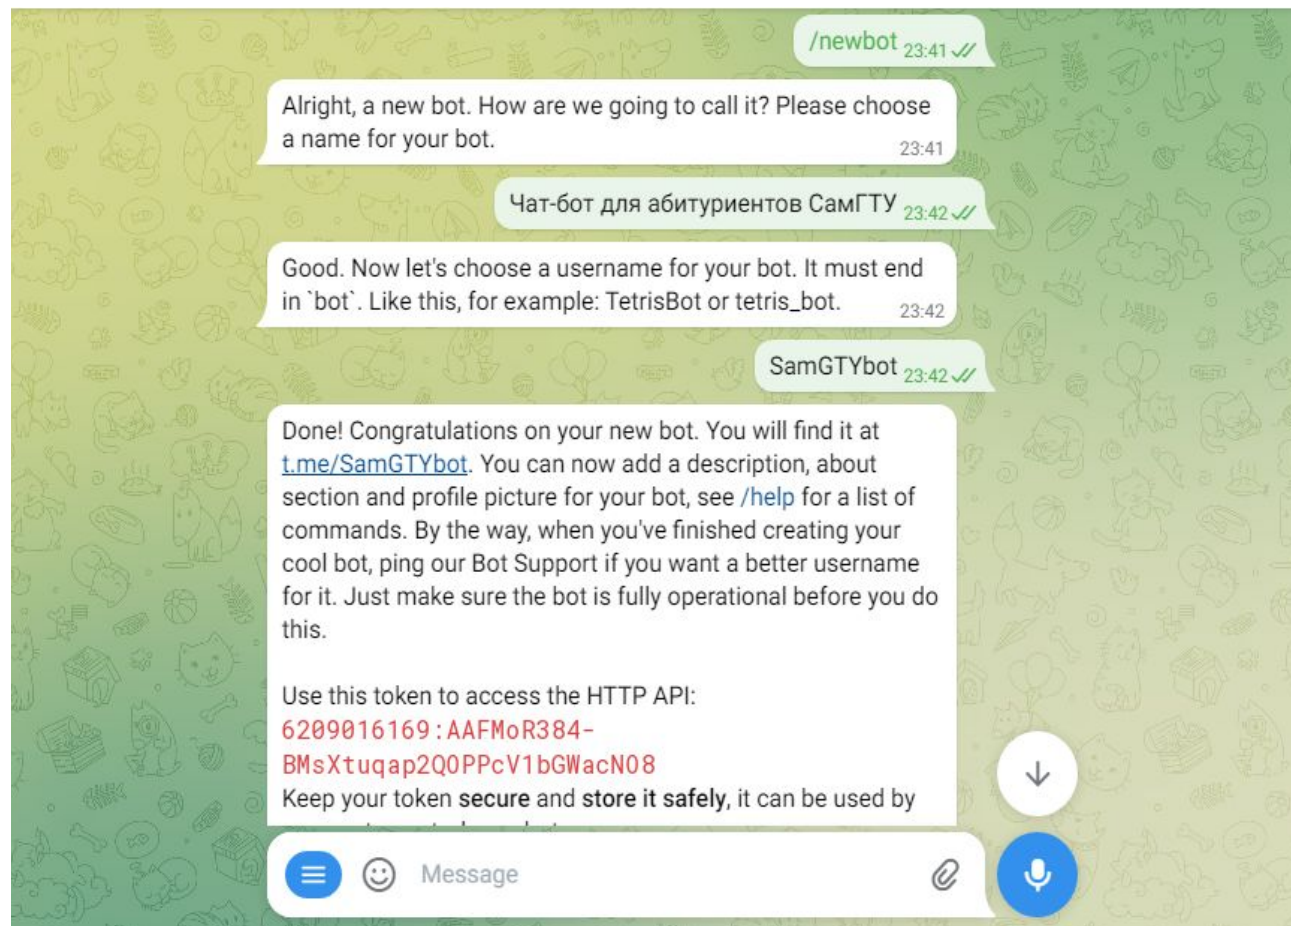 /newbot 23:41
Alright, a new bot. How are we going to call it? Please choose
a name for your bot.
23:41
Чат-бот для абитуриентов СамГТУ 23:42
Good. Now let's choose a username for your bot. It must end
in `bot`. Like this, for example: TetrisBot or tetris_bot.
23:42
SamGTYbot 23:42
Done! Congratulations on your new bot. You will find it at
t.me/SamGTYbot. You can now add a description, about
section and profile picture for your bot, see /help for a list of
commands. By the way, when you've finished creating your
cool bot, ping our Bot Support if you want a better username
for it. Just make sure the bot is fully operational before you do
this.
Use this token to access the HTTP API:
6209016169:AAFMoR384-
BMsXtuqap2QOPPcV1bGWacNO8
Keep your token secure and store it safely, it can be used by
Message